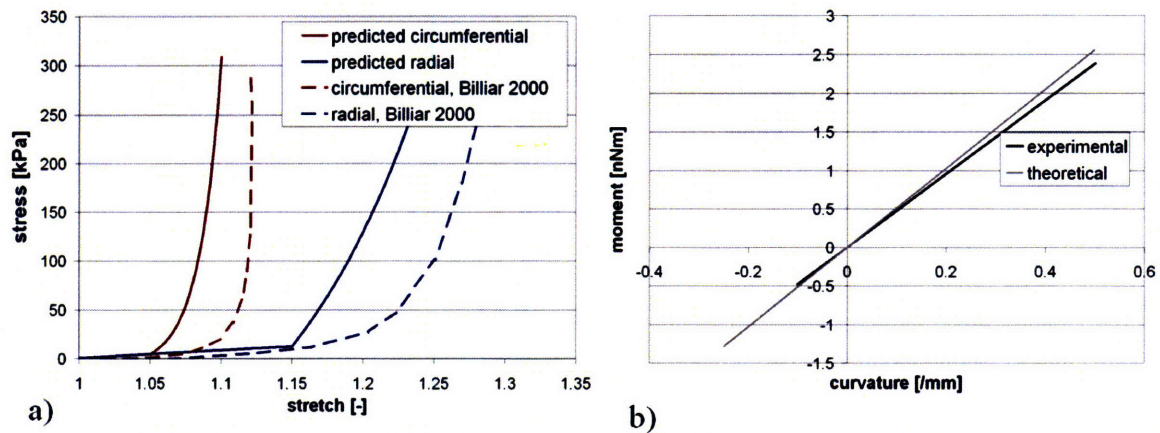 350
300
250
200
150
100
50
0
stress [kPa]
predicted circumferential
predicted radial
circumferential, Billiar 2000
radial, Billiar 2000
1
1.05
1.1
1.15
1.2
1.25
1.3
1.35
stretch [-]
a)
3
2.5
2
1.5
1
0.5
0
-0.5
-1
-1.5
moment [nNm]
experimental
theoretical
-0.4
-0.2
0
0.2
0.4
0.6
curvature [/mm]
b)